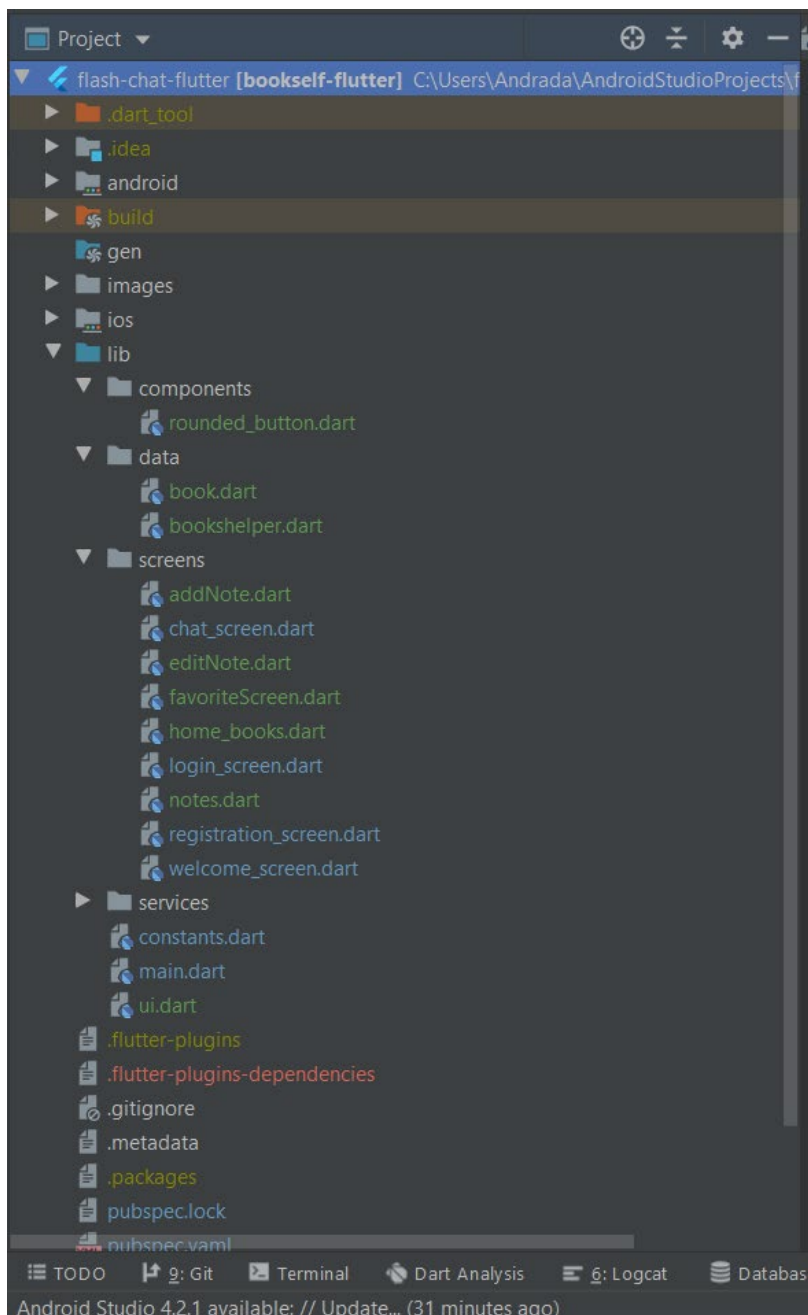 Project
flash-chat-flutter [bookself-flutter] C:\Users\Andrada\AndroidStudioProjects\f
.dart_tool
.idea
android
build
gen
images
ios
lib
components
rounded_button.dart
data
book.dart
bookshelper.dart
screens
addNote.dart
chat_screen.dart
editNote.dart
favoriteScreen.dart
home_books.dart
login_screen.dart
notes.dart
registration_screen.dart
welcome_screen.dart
services
constants.dart
main.dart
ui.dart
.flutter-plugins
.flutter-plugins-dependencies
.gitignore
.metadata
.packages
pubspec.lock
pubspec.yaml
TODO 9: Git Terminal Dart Analysis 6: Logcat Databas
Android Studio 4.2.1 available: // Update... (31 minutes ago)